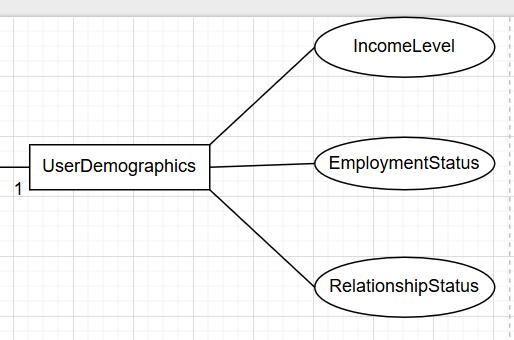 IncomeLevel
UserDemographics
EmploymentStatus
1
RelationshipStatus